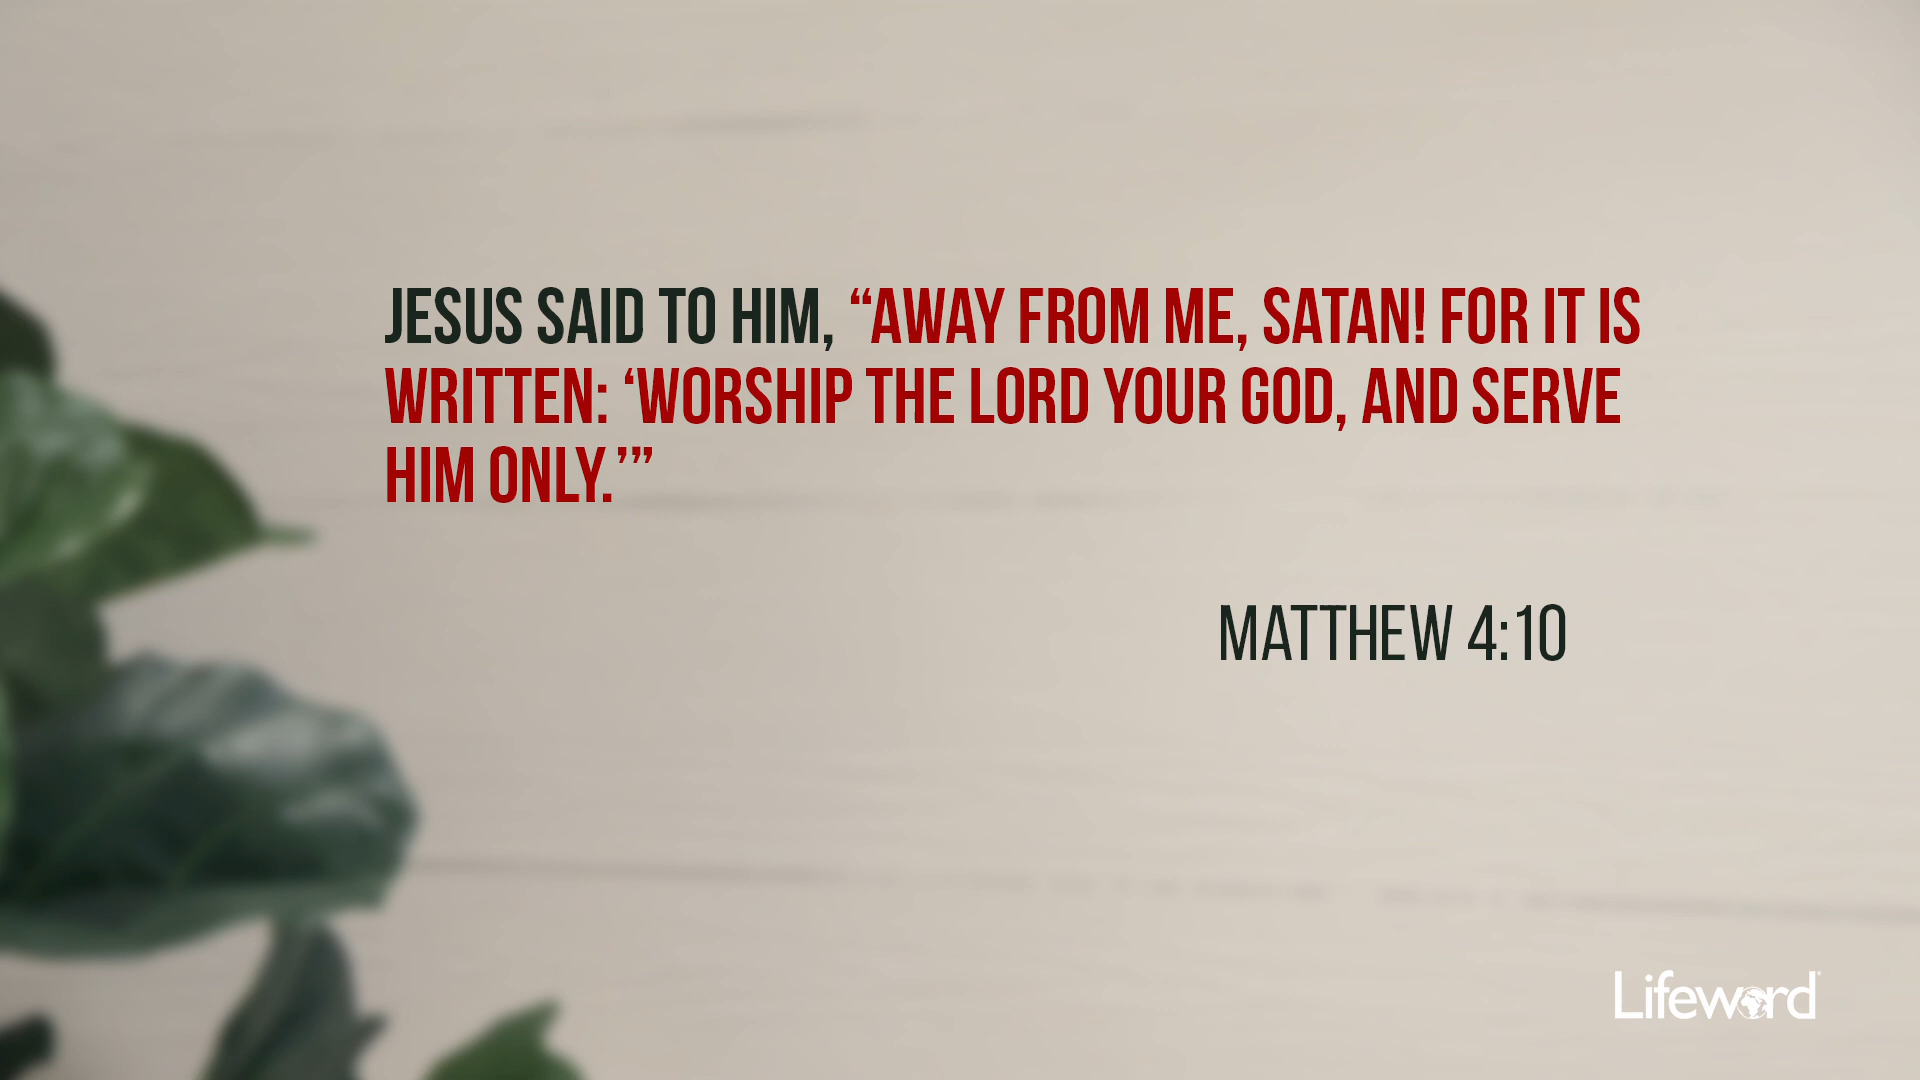 JESUS SAID TO HIM, “AWAY FROM ME, SATAN! FOR IT IS
WRITTEN: ‘WORSHIP THE LORD YOUR GOD, AND SERVE
HIM ONLY.’”
MATTHEW 4:10
Lifeword